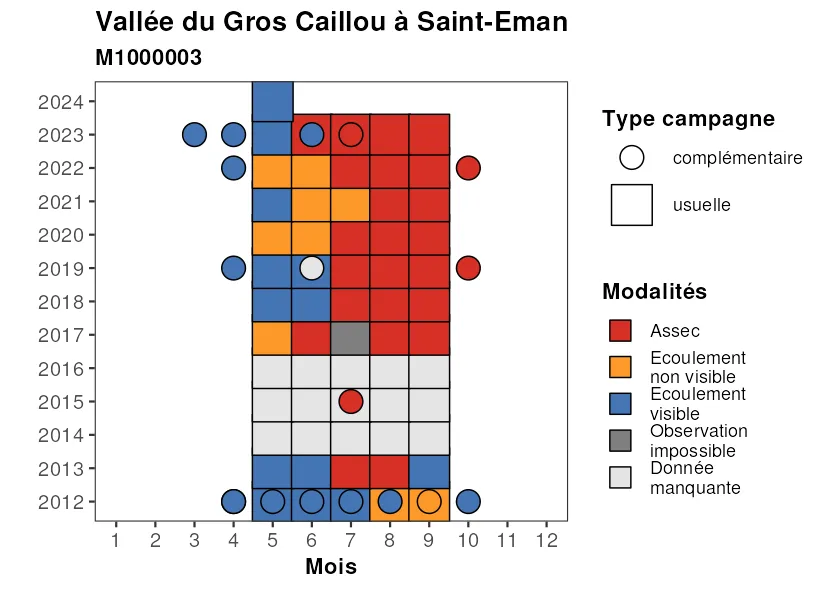 Vallée du Gros Caillou à Saint-Eman
M1000003
2024
2023
2022
2021
2020
2019
2018
2017
2016
2015
2014
2013
2012
1 2 3 4 5 6 7 8 9 10 11 12
Mois
Type campagne
complémentaire
usuelle
Modalités
Assec
Ecoulement
non visible
Ecoulement
visible
Observation
impossible
Donnée
manquante